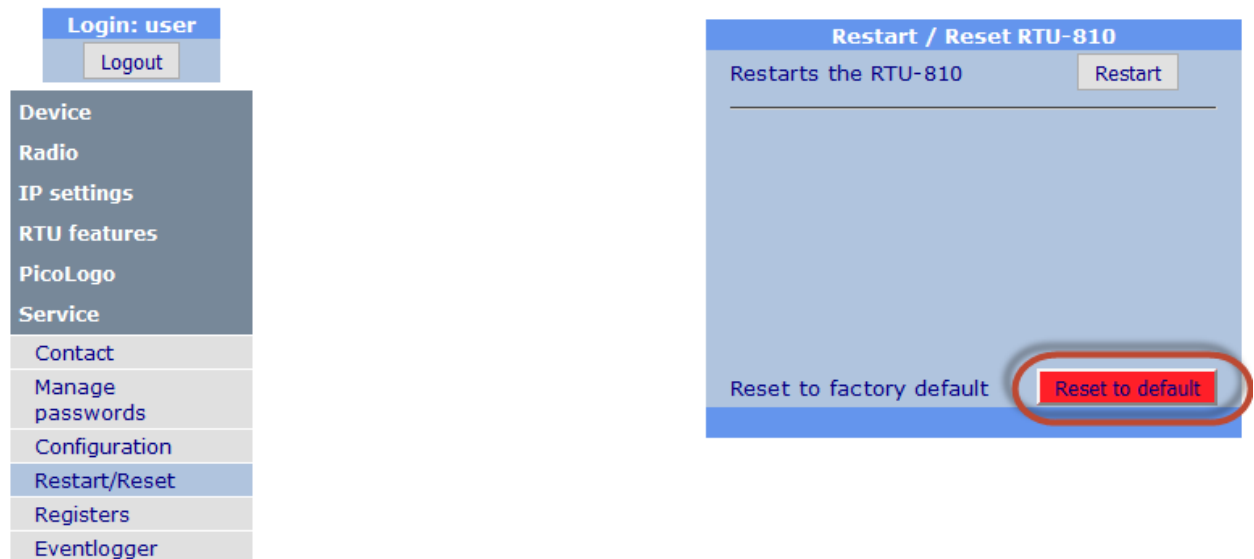 Login: user
Logout
Device
Radio
IP settings
RTU features
PicoLogo
Service
Contact
Manage
passwords
Configuration
Restart/Reset
Registers
Eventlogger
Restart / Reset RTU-810
Restarts the RTU-810 Restart
Reset to factory default Reset to default